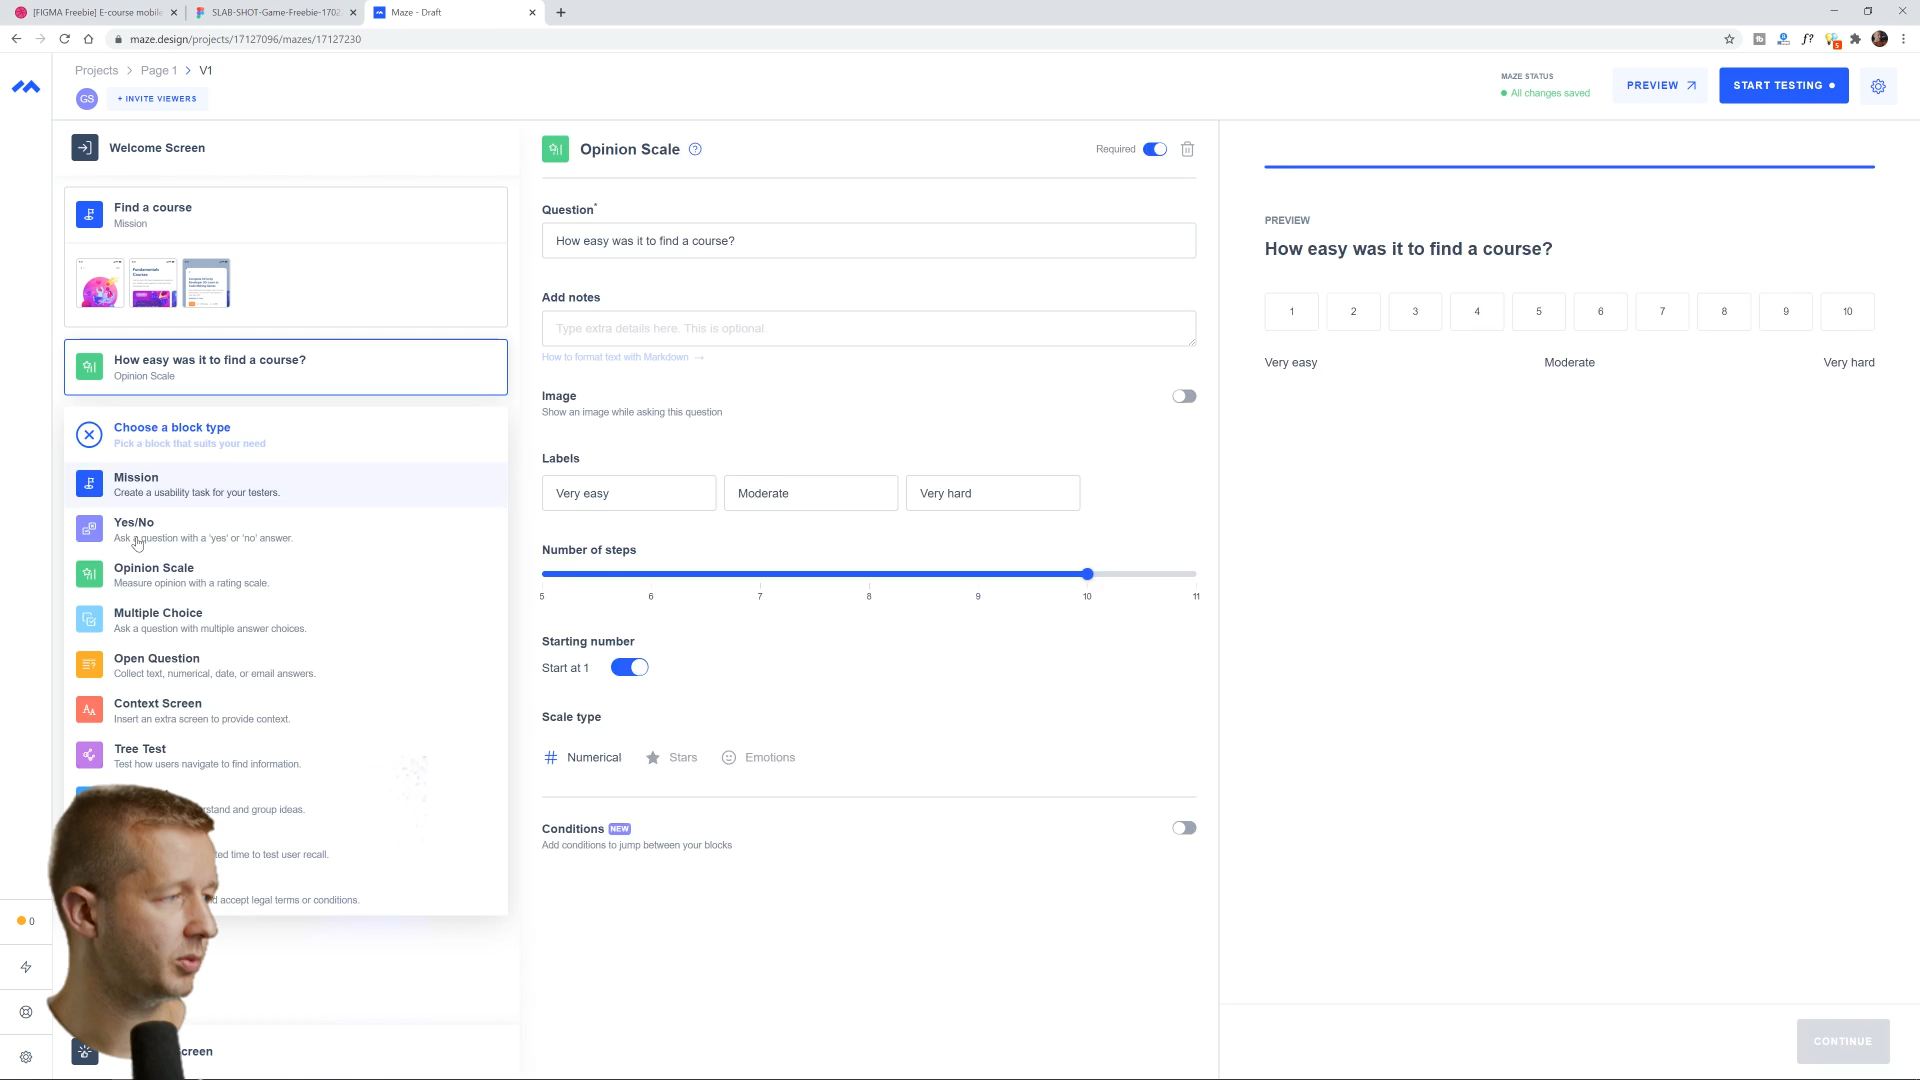 [FIGMA Freebie] E-course mobile
SLAB-SHOT-Game-Freebie-1702
Maze - Draft
maze.design/projects/17127096/mazes/17127230
Projects > Page 1 > V1
GS
+ INVITE VIEWERS
MAZE STATUS
All changes saved
PREVIEW
START TESTING
Welcome Screen
Find a course
Mission
Fundamentals
Courses
How easy was it to find a course?
Opinion Scale
Choose a block type
Pick a block that suits your need
Mission
Create a usability task for your testers.
Yes/No
Ask a question with a 'yes' or 'no' answer.
Opinion Scale
Measure opinion with a rating scale.
Multiple Choice
Ask a question with multiple answer choices.
Open Question
Collect text, numerical, date, or email answers.
Context Screen
Insert an extra screen to provide context.
Tree Test
Test how users navigate to find information.
and group ideas.
time to test user recall.
accept legal terms or conditions.
0
Opinion Scale
Required
Question*
How easy was it to find a course?
Add notes
Type extra details here. This is optional
How to format text with Markdown →
Image
Show an image while asking this question
Labels
Very easy
Moderate
Very hard
Number of steps
5 6 7 8 9 10 11
Starting number
Start at 1
Scale type
# Numerical
Stars
Emotions
Conditions NEW
Add conditions to jump between your blocks
PREVIEW
How easy was it to find a course?
1 2 3 4 5 6 7 8 9 10
Very easy
Moderate
Very hard
CONTINUE